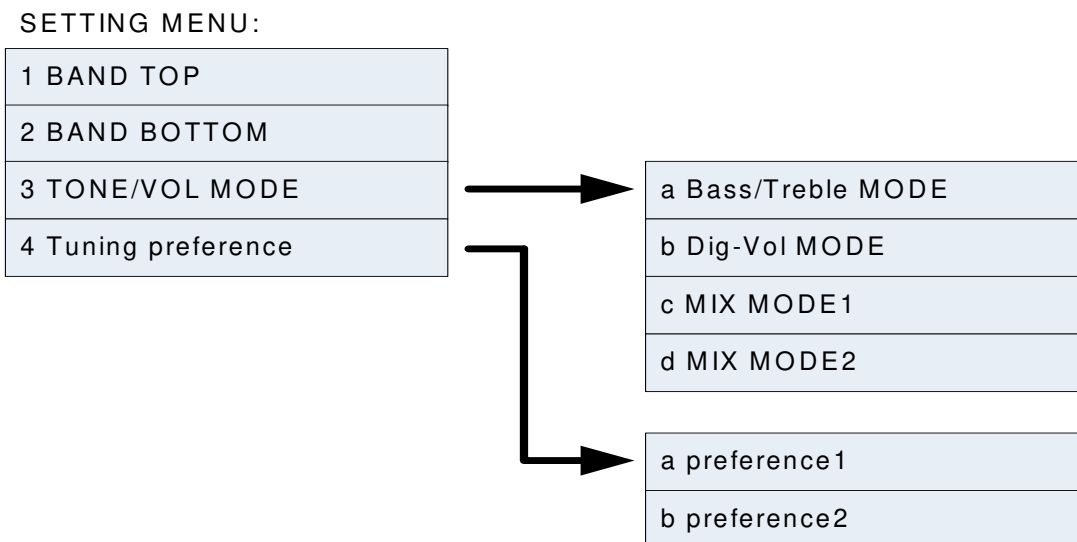 SETTING MENU:
1 BAND TOP
2 BAND BOTTOM
3 TONE/VOL MODE
4 Tuning preference
a Bass/Treble MODE
b Dig-Vol MODE
c MIX MODE1
d MIX MODE2
a preference1
b preference2